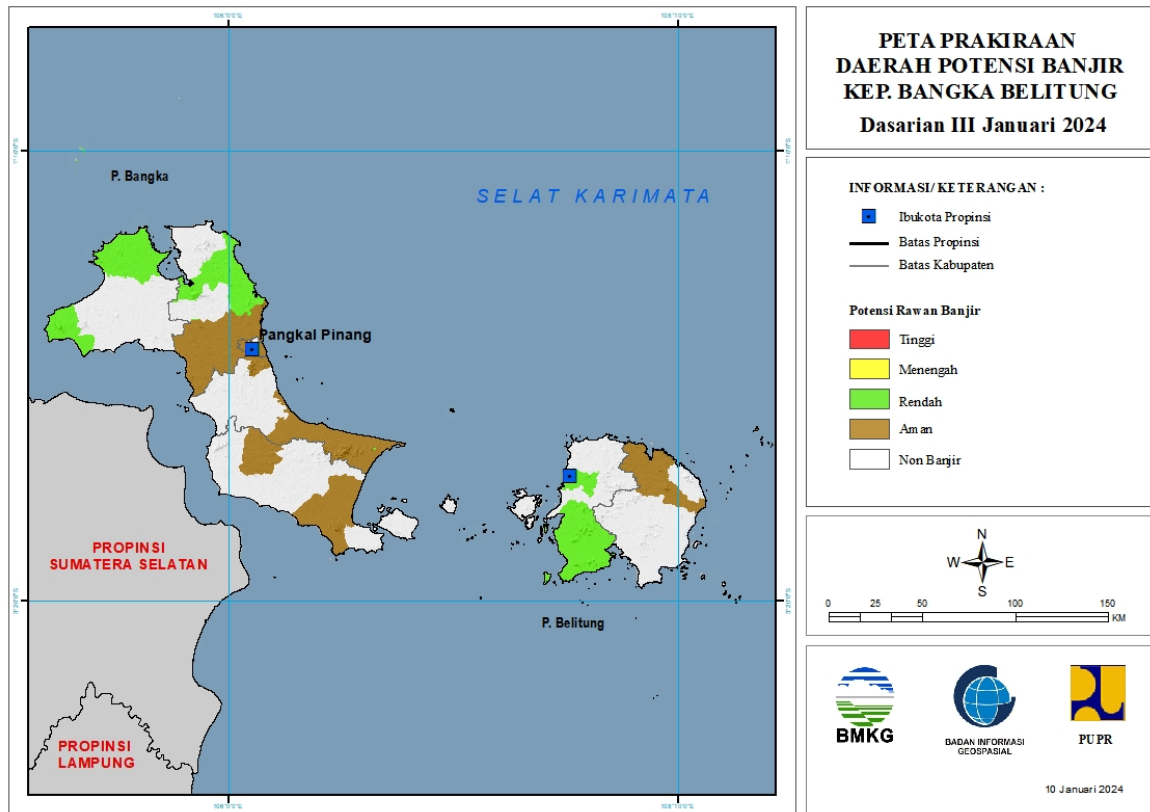 PETA PRAKIRAAN
DAERAH POTENSI BANJIR
KEP. BANGKA BELITUNG
Dasarian III Januari 2024
P. Bangka
SELAT KARIMATA
Pangkal Pinang
PROPINSI
SUMATERA SELATAN
P. Belitung
PROPINSI
LAMPUNG
INFORMASI/ KETERANGAN :
Ibukota Propinsi
Batas Propinsi
Batas Kabupaten
Potensi Rawan Banjir
Tinggi
Menengah
Rendah
Aman
Non Banjir
N
W E
S
0 25 50 100 150
KM
BMKG
BADAN INFORMASI
GEOSPASIAL
PUPR
10 Januari 2024